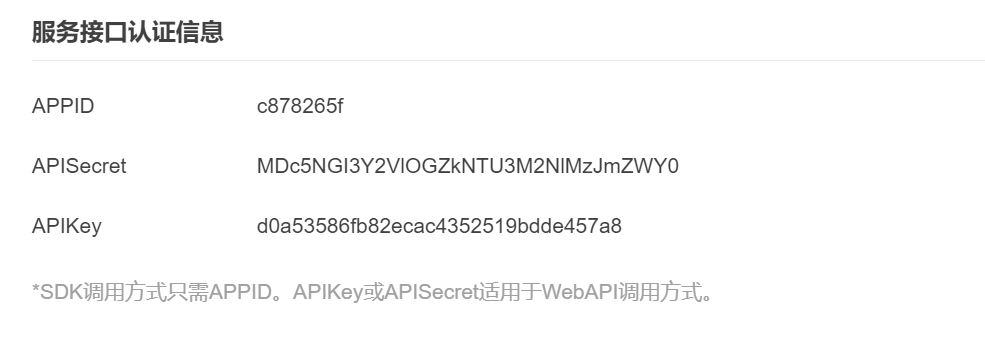 服务接口认证信息
APPID c878265f
APISecret MDc5NGI3Y2VlOGZkNTU3M2NlMzJmZWY0
APIKey d0a53586fb82ecac4352519bdde457a8
*SDK调用方式只需APPID。APIKey或APISecret适用于WebAPI调用方式。